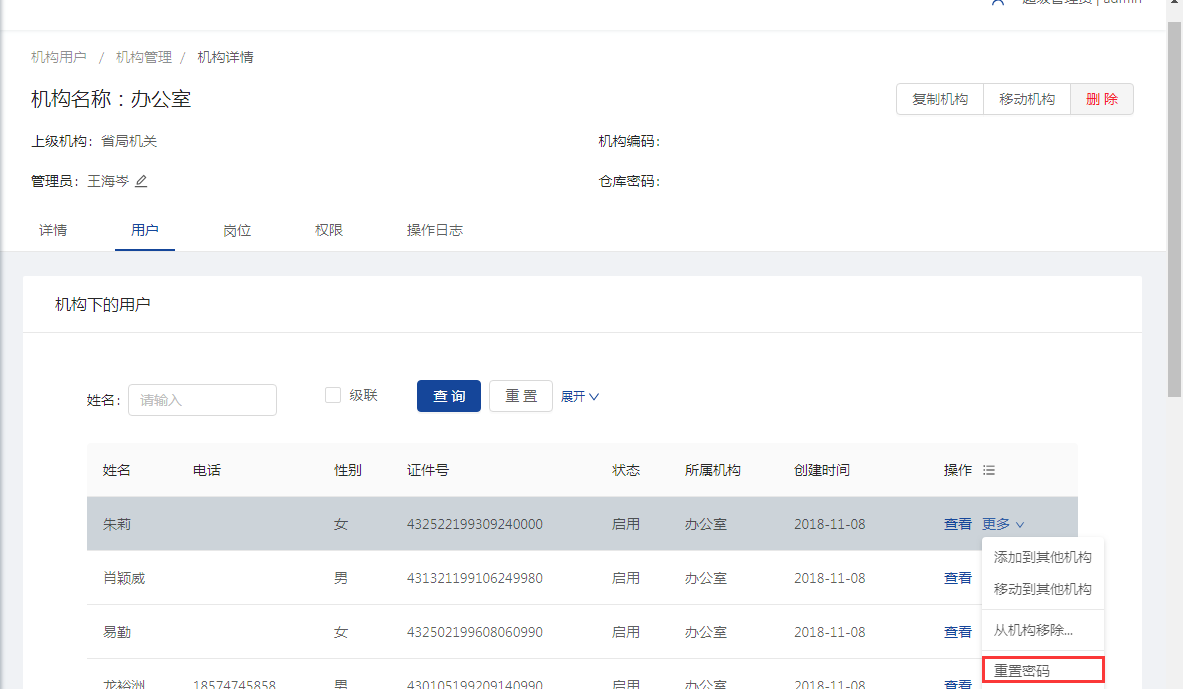 超级管理员 | admin
机构用户 / 机构管理 / 机构详情
机构名称：办公室
复制机构 移动机构 删 除
上级机构： 省局机关 机构编码：
管理员： 王海岑 仓库密码：
详情 用户 岗位 权限 操作日志
机构下的用户
姓名： 请输入 级联 查 询 重 置 展开
姓名 电话 性别 证件号 状态 所属机构 创建时间 操作
朱莉 女 432522199309240000 启用 办公室 2018-11-08 查看 更多
添加到其他机构
肖颖威 男 431321199106249980 启用 办公室 2018-11-08 查看
移动到其他机构
从机构移除...
易勤 女 432502199608060990 启用 办公室 2018-11-08 查看
重置密码
龙裕洲 18574745858 男 430105199209140990 启用 办公室 2018-11-08 查看